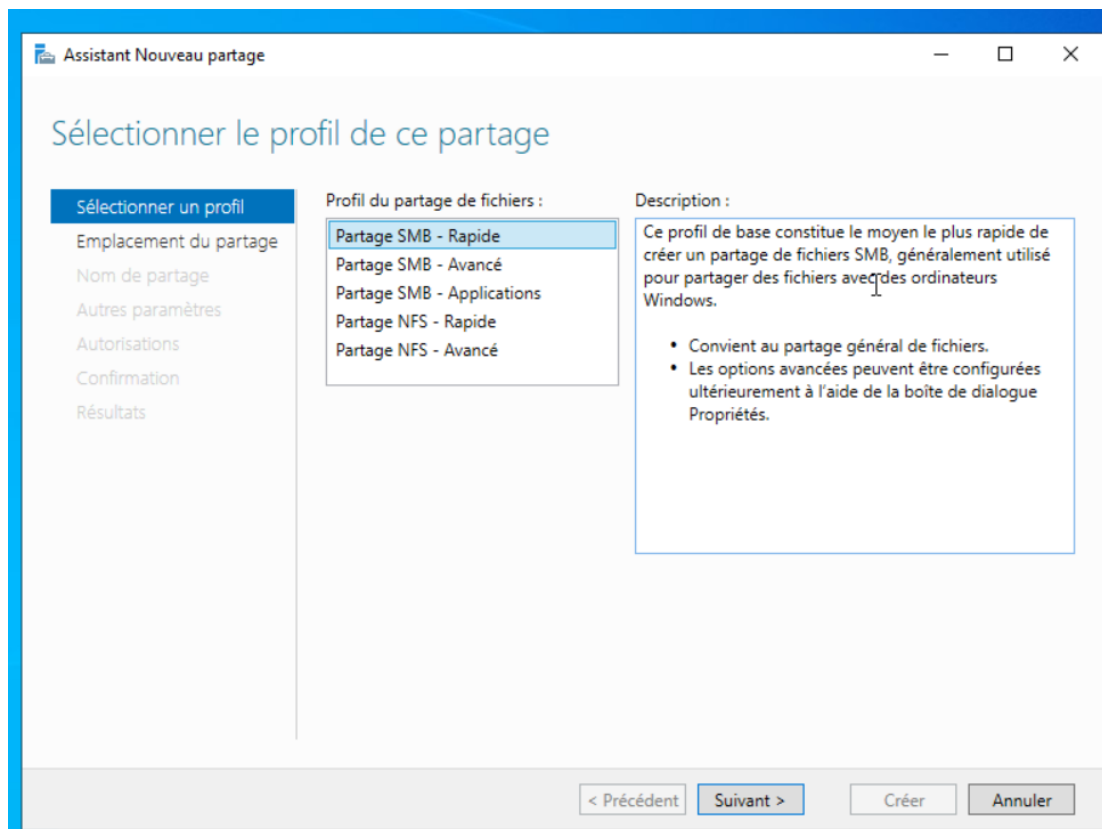 Assistant Nouveau partage
Sélectionner le profil de ce partage
Sélectionner un profil
Emplacement du partage
Nom de partage
Autres paramètres
Autorisations
Confirmation
Résultats
Profil du partage de fichiers :
Partage SMB - Rapide
Partage SMB - Avancé
Partage SMB - Applications
Partage NFS - Rapide
Partage NFS - Avancé
Description :
Ce profil de base constitue le moyen le plus rapide de
créer un partage de fichiers SMB, généralement utilisé
pour partager des fichiers avec des ordinateurs
Windows.
• Convient au partage général de fichiers.
• Les options avancées peuvent être configurées
ultérieurement à l'aide de la boîte de dialogue
Propriétés.
< Précédent
Suivant >
Créer
Annuler